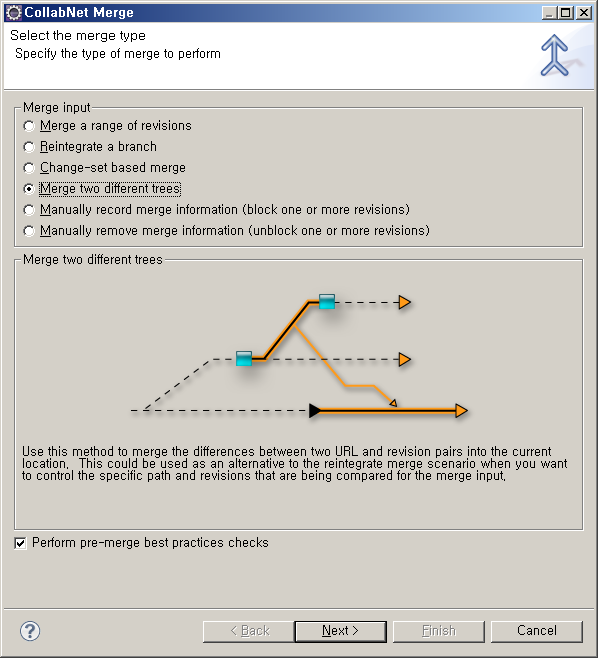 CollabNet Merge
Select the merge type
Specify the type of merge to perform
Merge input
Merge a range of revisions
Reintegrate a branch
Change-set based merge
Merge two different trees
Manually record merge information (block one or more revisions)
Manually remove merge information (unblock one or more revisions)
Merge two different trees
Use this method to merge the differences between two URL and revision pairs into the current
location. This could be used as an alternative to the reintegrate merge scenario when you want
to control the specific path and revisions that are being compared for the merge input.
Perform pre-merge best practices checks
? < Back Next > Finish Cancel